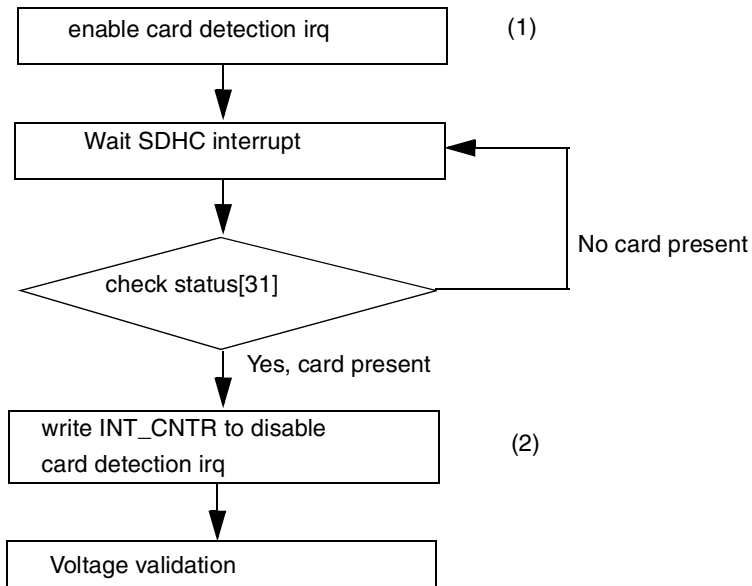 enable card detection irq
(1)
Wait SDHC interrupt
No card present
check status[31]
Yes, card present
write INT_CNTR to disable
card detection irq
(2)
Voltage validation